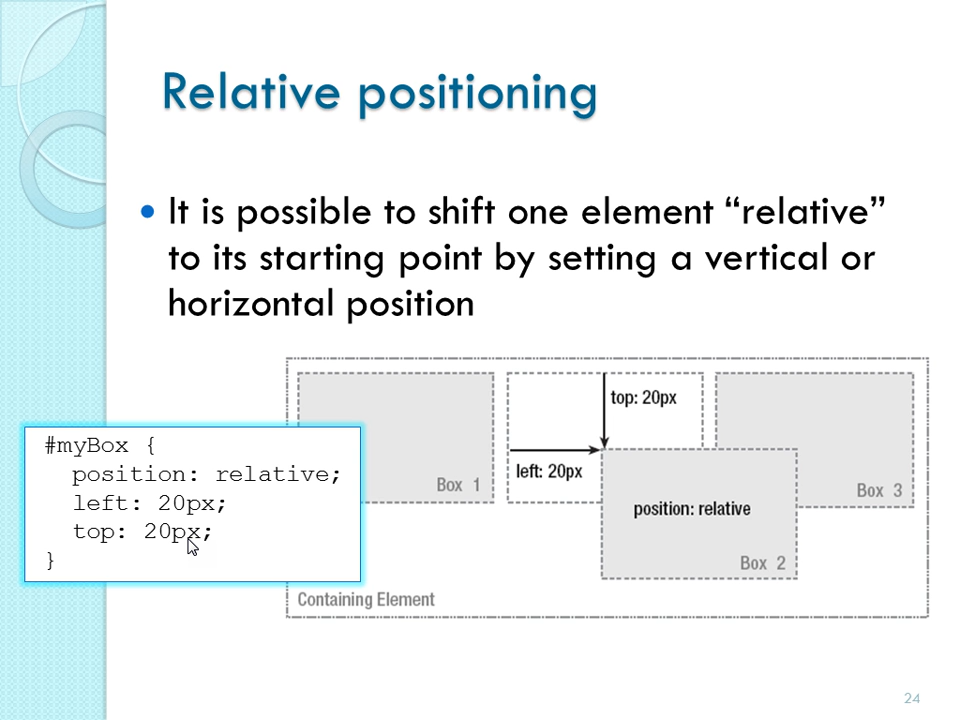 Relative positioning
It is possible to shift one element “relative”
to its starting point by setting a vertical or
horizontal position
#myBox {
position: relative;
left: 20px;
top: 20px;
}
Box 1
top: 20px
left: 20px
position: relative
Box 2
Box 3
Containing Element
24